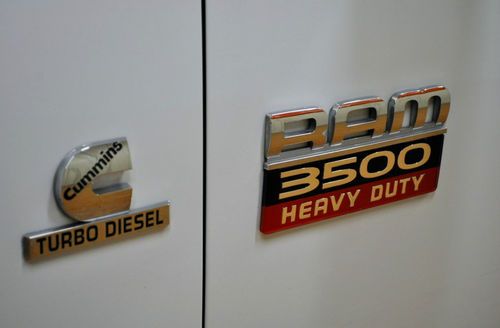 Cummins
TURBO DIESEL
RAM
3500
HEAVY DUTY